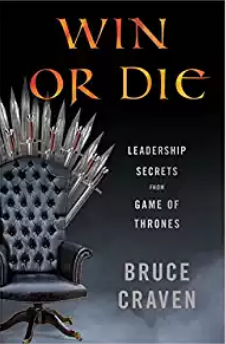 WIN
OR DIE
LEADERSHIP
SECRETS
FROM
GAME OF
THRONES
BRUCE
CRAVEN